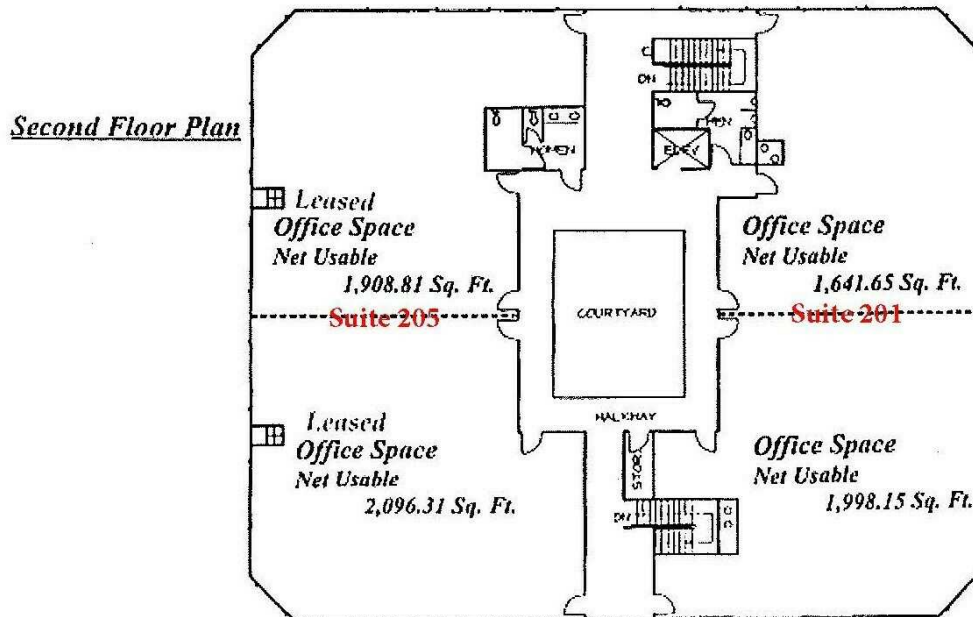 Second Floor Plan
DN
MEN
WOMEN
ELEV
Leased
Office Space
Net Usable
1,908.81 Sq. Ft.
Suite 205
Office Space
Net Usable
1,641.65 Sq. Ft.
Suite 201
COURTYARD
HALLWAY
Leased
Office Space
Net Usable
2,096.31 Sq. Ft.
STOR.
DN
Office Space
Net Usable
1,998.15 Sq. Ft.